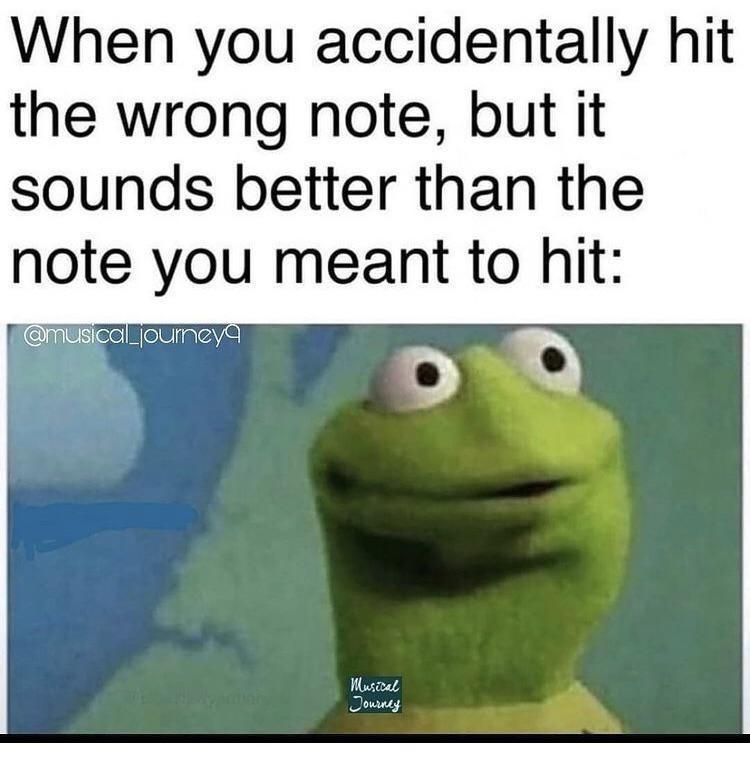 When you accidentally hit
the wrong note, but it
sounds better than the
note you meant to hit:
@musical_journey9
Musical
Journey